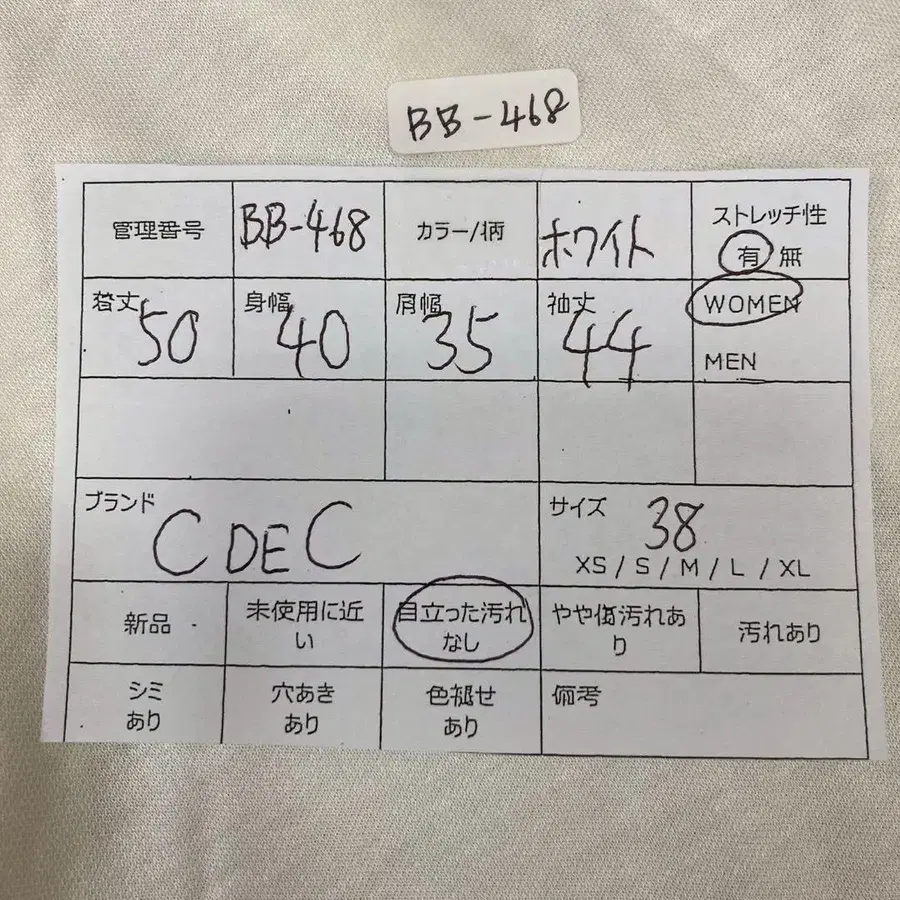 BB-468
管理番号 BB-468 カラー/柄 ホワイト ストレッチ性
有 無
着丈 身幅 肩幅 袖丈 WOMEN
50 40 35 44
MEN
ブランド サイズ
C DE C 38
XS / S / M / L / XL
新品 未使用に近い 目立った汚れなし やや傷汚れあり 汚れあり
シミあり 穴あきあり 色褪せあり 備考